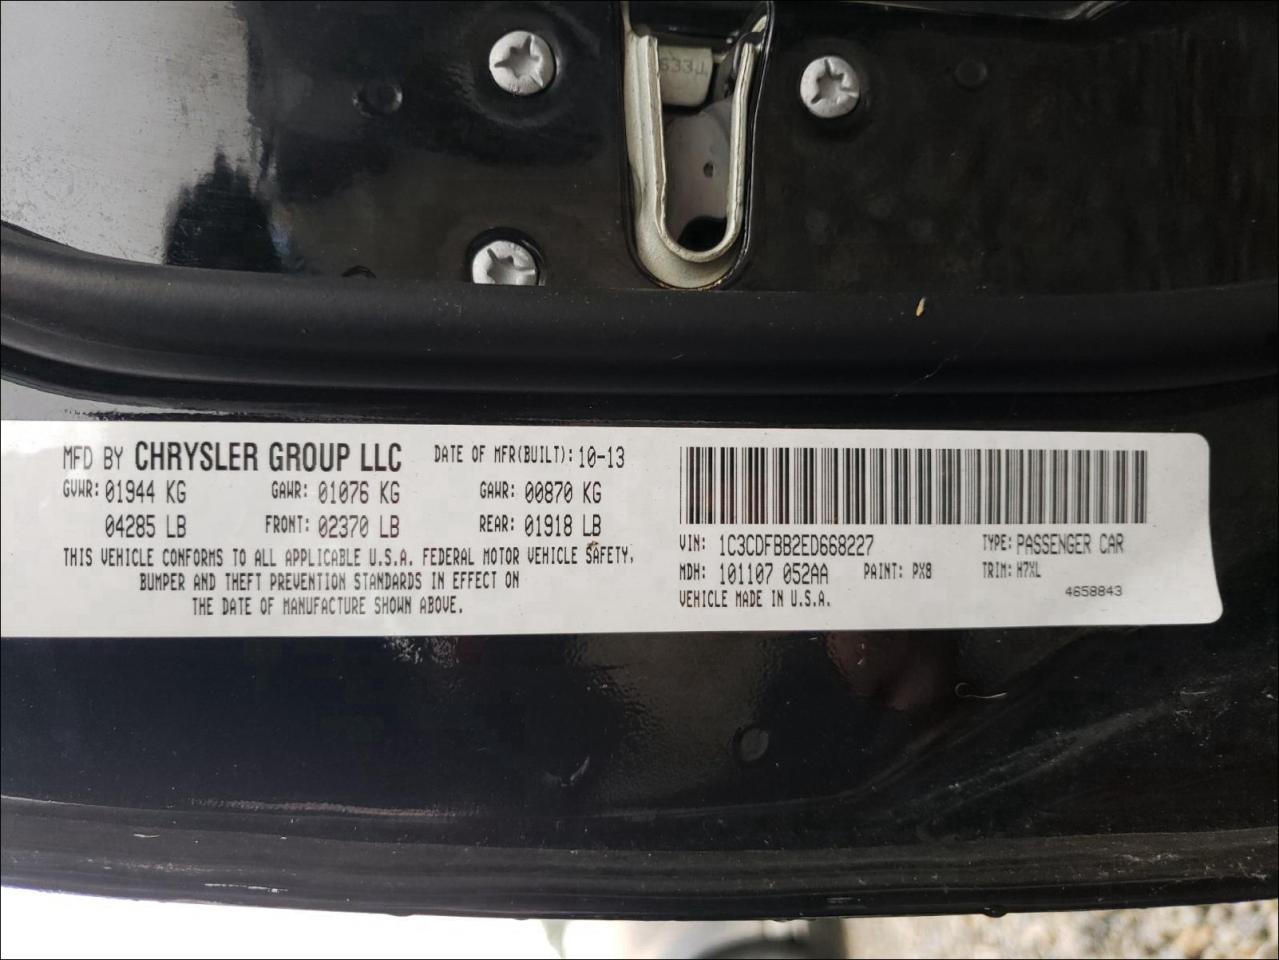 T33S
MFD BY CHRYSLER GROUP LLC DATE OF MFR(BUILT): 10-13
GVWR: 01944 KG GAWR: 01076 KG GAWR: 00870 KG
04285 LB FRONT: 02370 LB REAR: 01918 LB
THIS VEHICLE CONFORMS TO ALL APPLICABLE U.S.A. FEDERAL MOTOR VEHICLE SAFETY,
BUMPER AND THEFT PREVENTION STANDARDS IN EFFECT ON
THE DATE OF MANUFACTURE SHOWN ABOVE.
VIN: 1C3CDFBB2ED668227 TYPE: PASSENGER CAR
MDH: 101107 052AA PAINT: PX8 TRIM: H7XL
VEHICLE MADE IN U.S.A. 4658843